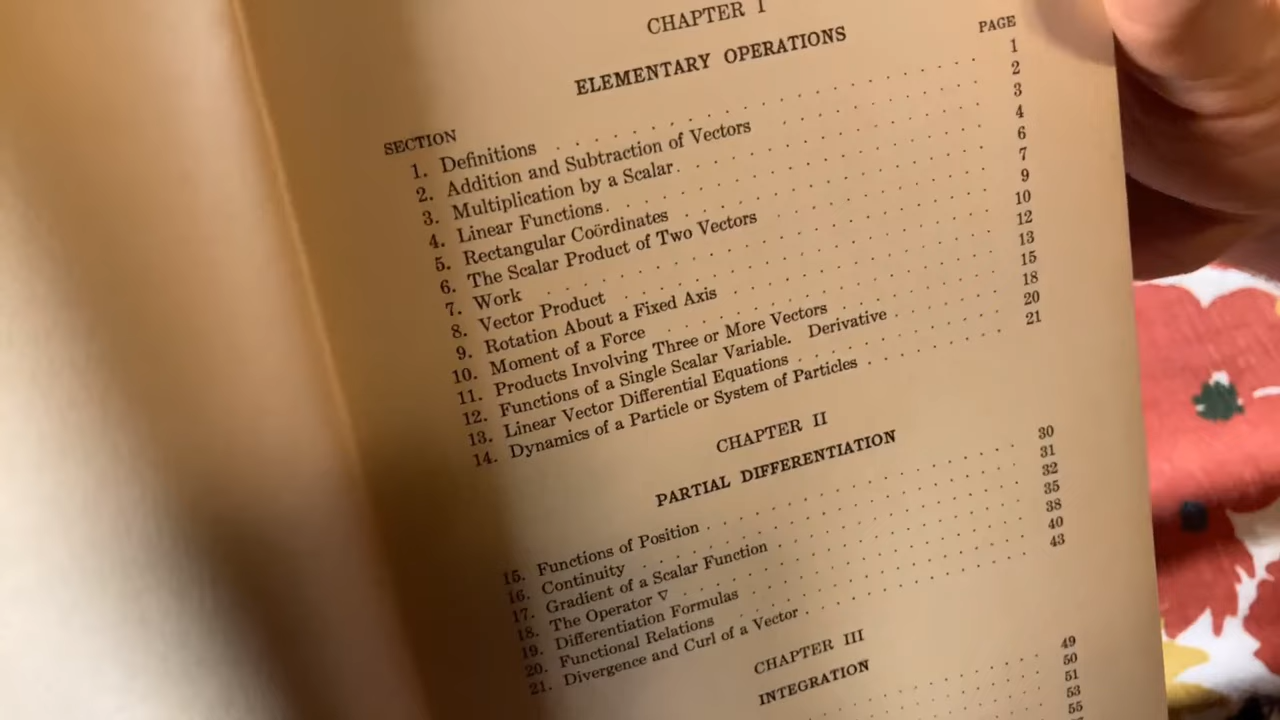 CHAPTER I
ELEMENTARY OPERATIONS
SECTION PAGE
1. Definitions 1
2. Addition and Subtraction of Vectors 2
3. Multiplication by a Scalar 3
4. Linear Functions 4
5. Rectangular Coördinates 6
6. The Scalar Product of Two Vectors 7
7. Work 9
8. Vector Product 10
9. Rotation About a Fixed Axis 12
10. Moment of a Force 13
11. Products Involving Three or More Vectors 15
12. Functions of a Single Scalar Variable. Derivative 18
13. Linear Vector Differential Equations 20
14. Dynamics of a Particle or System of Particles 21
CHAPTER II
PARTIAL DIFFERENTIATION
15. Functions of Position 30
16. Continuity 31
17. Gradient of a Scalar Function 32
18. The Operator ∇ 35
19. Differentiation Formulas 38
20. Functional Relations 40
21. Divergence and Curl of a Vector 43
CHAPTER III
INTEGRATION
49
50
51
53
55